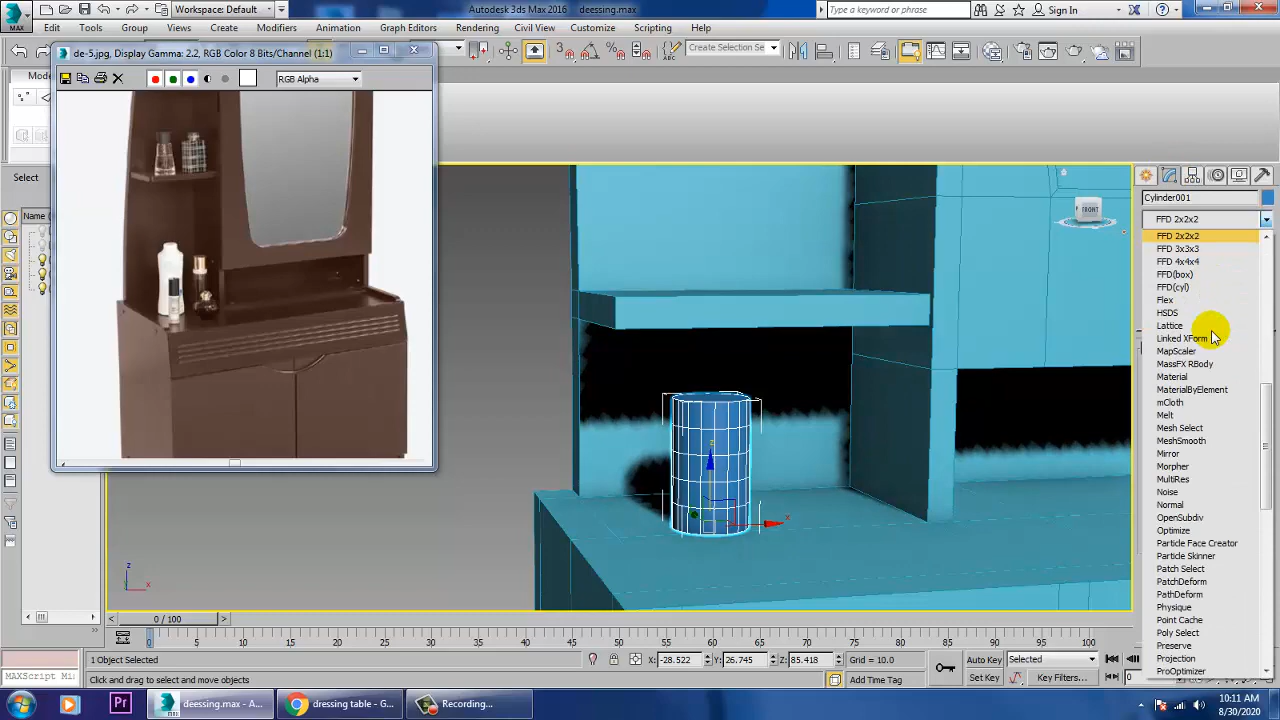 MAX
Workspace: Default
Autodesk 3ds Max 2016
deessing.max
Type a keyword or phrase
Sign In
Edit Tools Group Views Create Modifiers Animation Graph Editors Rendering Civil View Customize Scripting Help
de-5.jpg, Display Gamma: 2.2, RGB Color 8 Bits/Channel (1:1)
Create Selection Se
RGB Alpha
Select
Name (
FRONT
Cylinder001
FFD 2x2x2
FFD 2x2x2
FFD 3x3x3
FFD 4x4x4
FFD(box)
FFD(cyl)
Flex
HSDS
Lattice
Linked XForm
MapScaler
MassFX RBody
Material
MaterialByElement
mCloth
Melt
Mesh Select
MeshSmooth
Mirror
Morpher
MultiRes
Noise
Normal
OpenSubdiv
Optimize
Particle Face Creator
Particle Skinner
Patch Select
PatchDeform
PathDeform
Physique
Point Cache
Poly Select
Preserve
Projection
ProOptimizer
z
x
z
x
0 / 100
0 5 10 15 20 25 30 35 40 45 50 55 60 65 70 75 80 85 90 95 100
1 Object Selected
X: -28.522 Y: 26.745 Z: 85.418 Grid = 10.0
Auto Key Selected
MAXScript Mi
Click and drag to select and move objects
Add Time Tag
Set Key Key Filters...
0
deessing.max - A...
dressing table - G...
Recording...
Pr
10:11 AM
8/30/2020